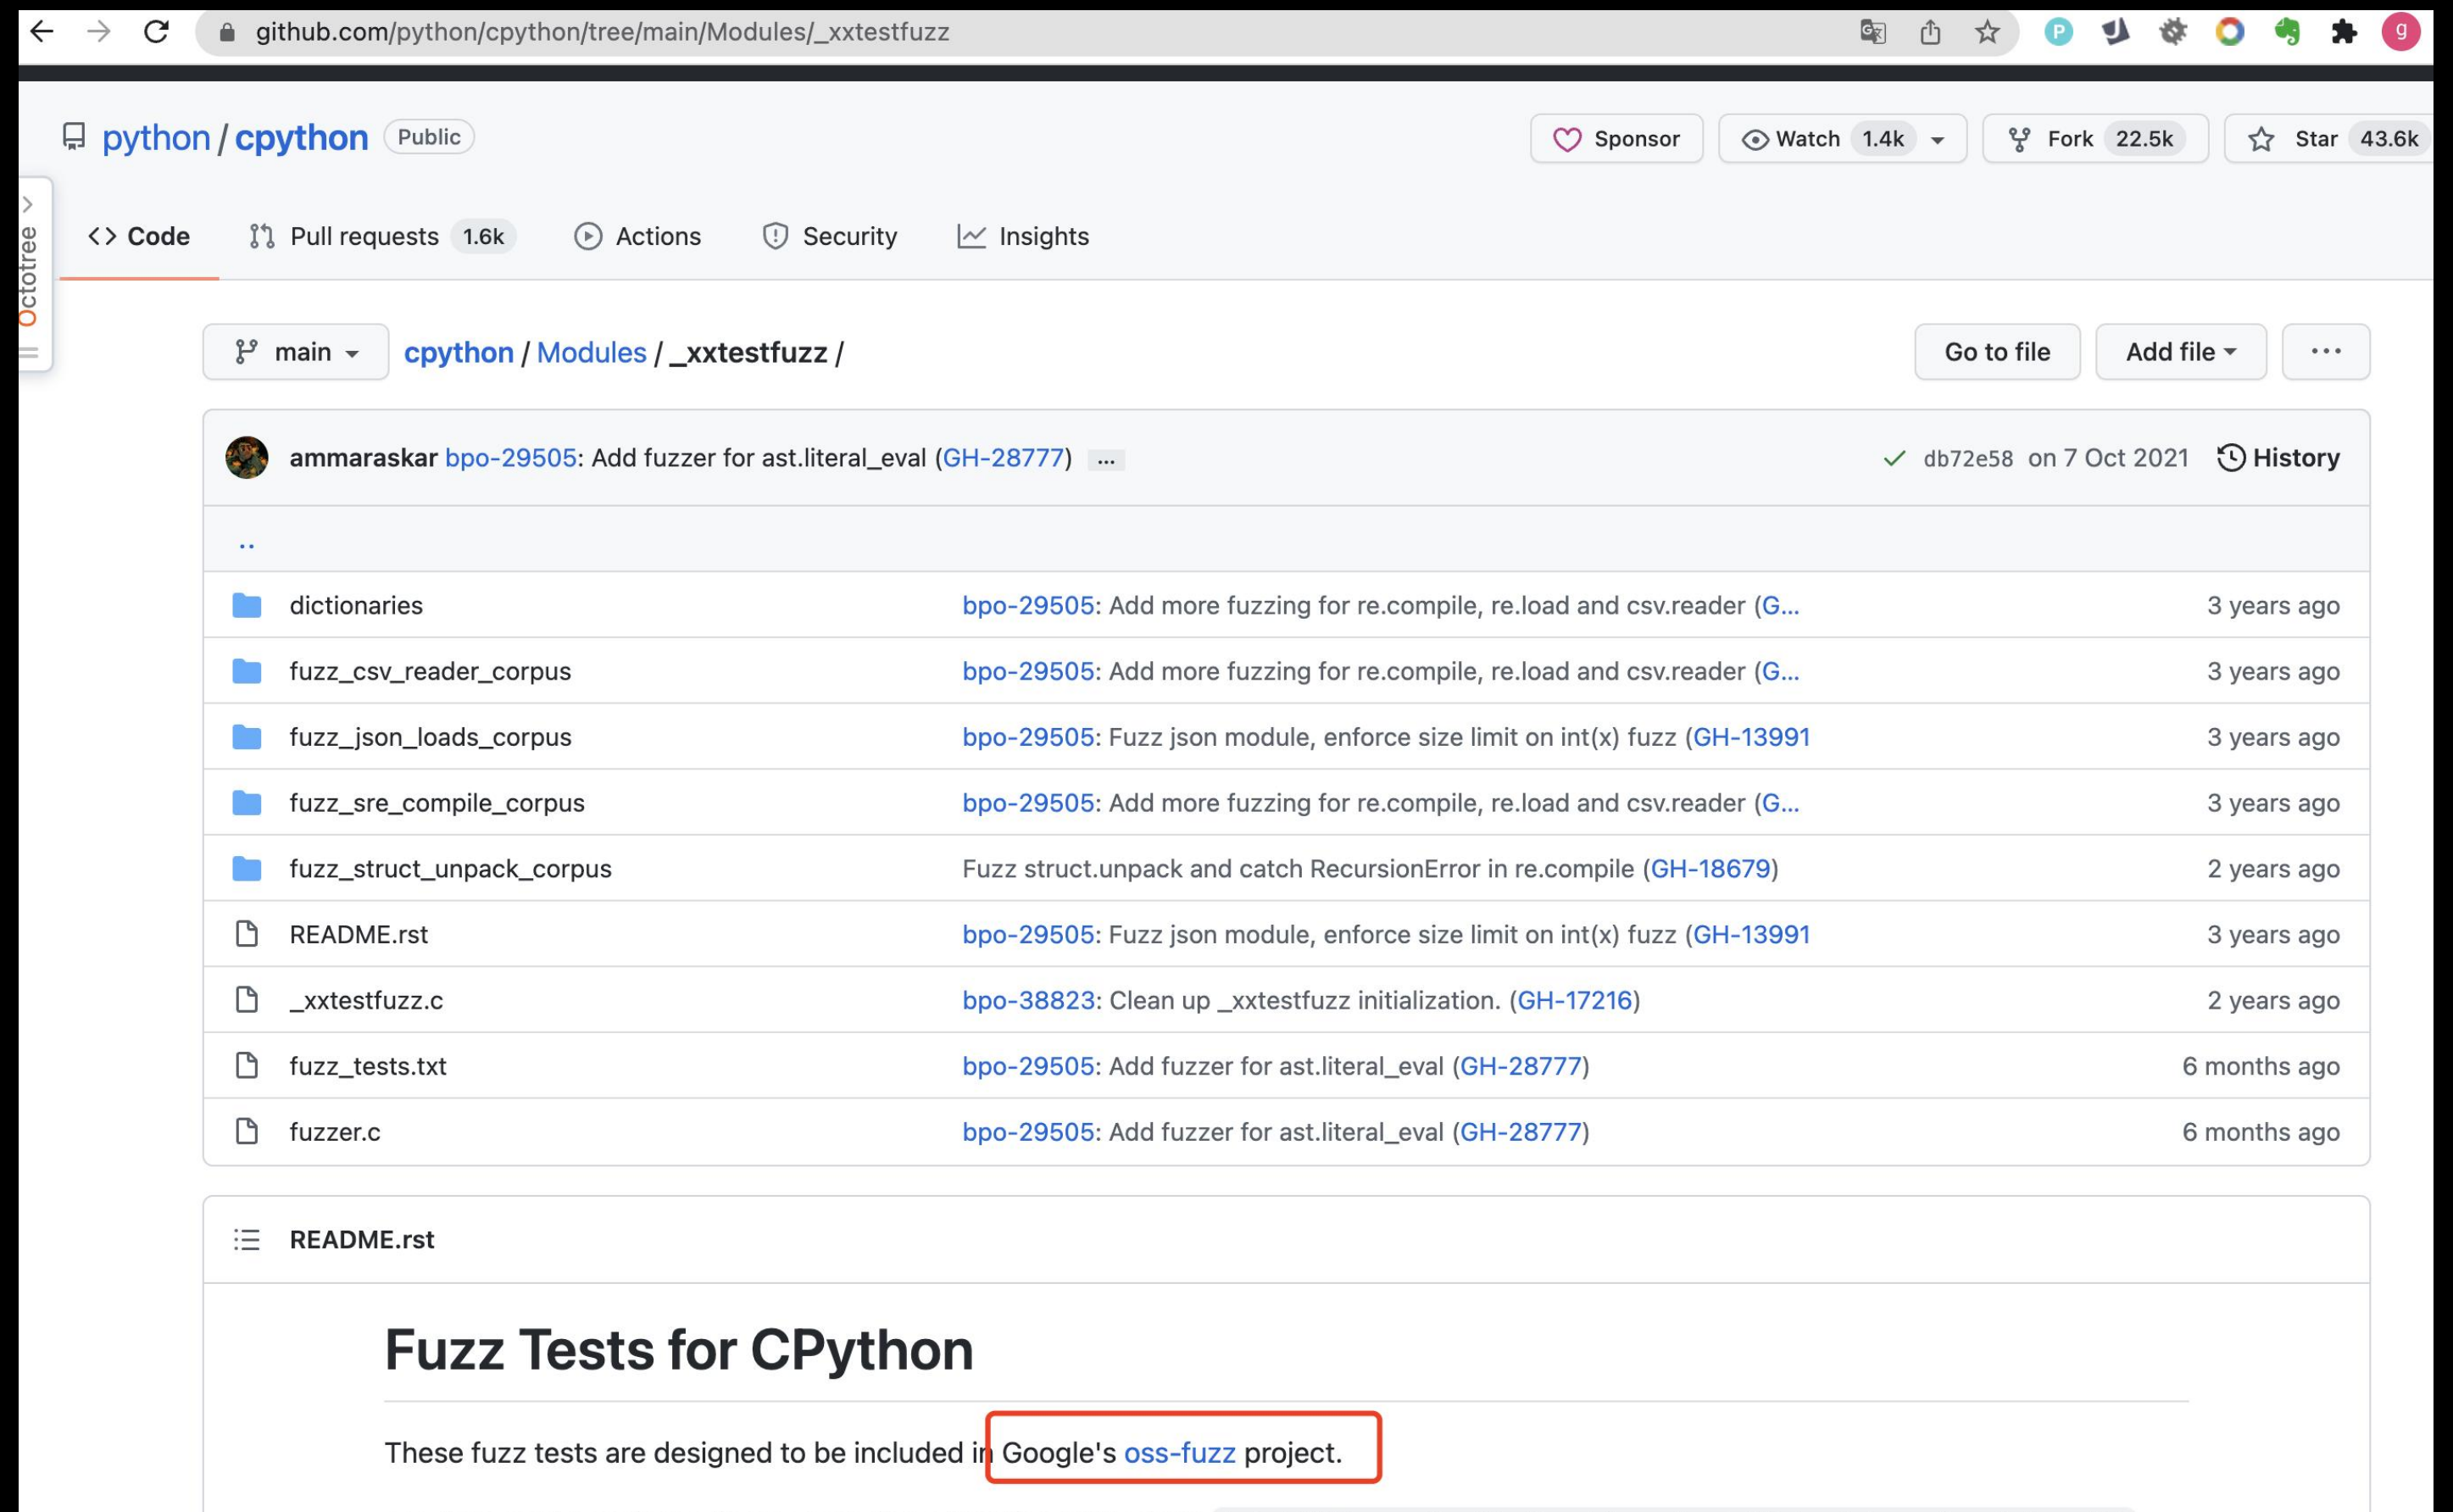 github.com/python/cpython/tree/main/Modules/_xxtestfuzz
P
g
python / cpython Public
Sponsor Watch 1.4k Fork 22.5k Star 43.6k
Octotree
Code Pull requests 1.6k Actions Security Insights
main cpython / Modules / _xxtestfuzz / Go to file Add file ...
ammaraskar bpo-29505: Add fuzzer for ast.literal_eval (GH-28777) ... db72e58 on 7 Oct 2021 History
..
dictionaries bpo-29505: Add more fuzzing for re.compile, re.load and csv.reader (G... 3 years ago
fuzz_csv_reader_corpus bpo-29505: Add more fuzzing for re.compile, re.load and csv.reader (G... 3 years ago
fuzz_json_loads_corpus bpo-29505: Fuzz json module, enforce size limit on int(x) fuzz (GH-13991 3 years ago
fuzz_sre_compile_corpus bpo-29505: Add more fuzzing for re.compile, re.load and csv.reader (G... 3 years ago
fuzz_struct_unpack_corpus Fuzz struct.unpack and catch RecursionError in re.compile (GH-18679) 2 years ago
README.rst bpo-29505: Fuzz json module, enforce size limit on int(x) fuzz (GH-13991 3 years ago
_xxtestfuzz.c bpo-38823: Clean up _xxtestfuzz initialization. (GH-17216) 2 years ago
fuzz_tests.txt bpo-29505: Add fuzzer for ast.literal_eval (GH-28777) 6 months ago
fuzzer.c bpo-29505: Add fuzzer for ast.literal_eval (GH-28777) 6 months ago
README.rst
Fuzz Tests for CPython
These fuzz tests are designed to be included in Google's oss-fuzz project.